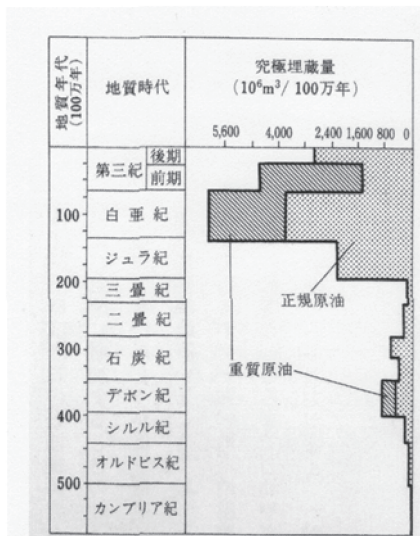 地質年代
(100万年)
地質時代
究極埋蔵量
(10⁶m³/100万年)
5,600
4,000
2,400
1,600
800
0
第三紀
後期
前期
100
白亜紀
ジュラ紀
200
三畳紀
正規原油
二畳紀
300
石炭紀
重質原油
デボン紀
400
シルル紀
オルドビス紀
500
カンブリア紀